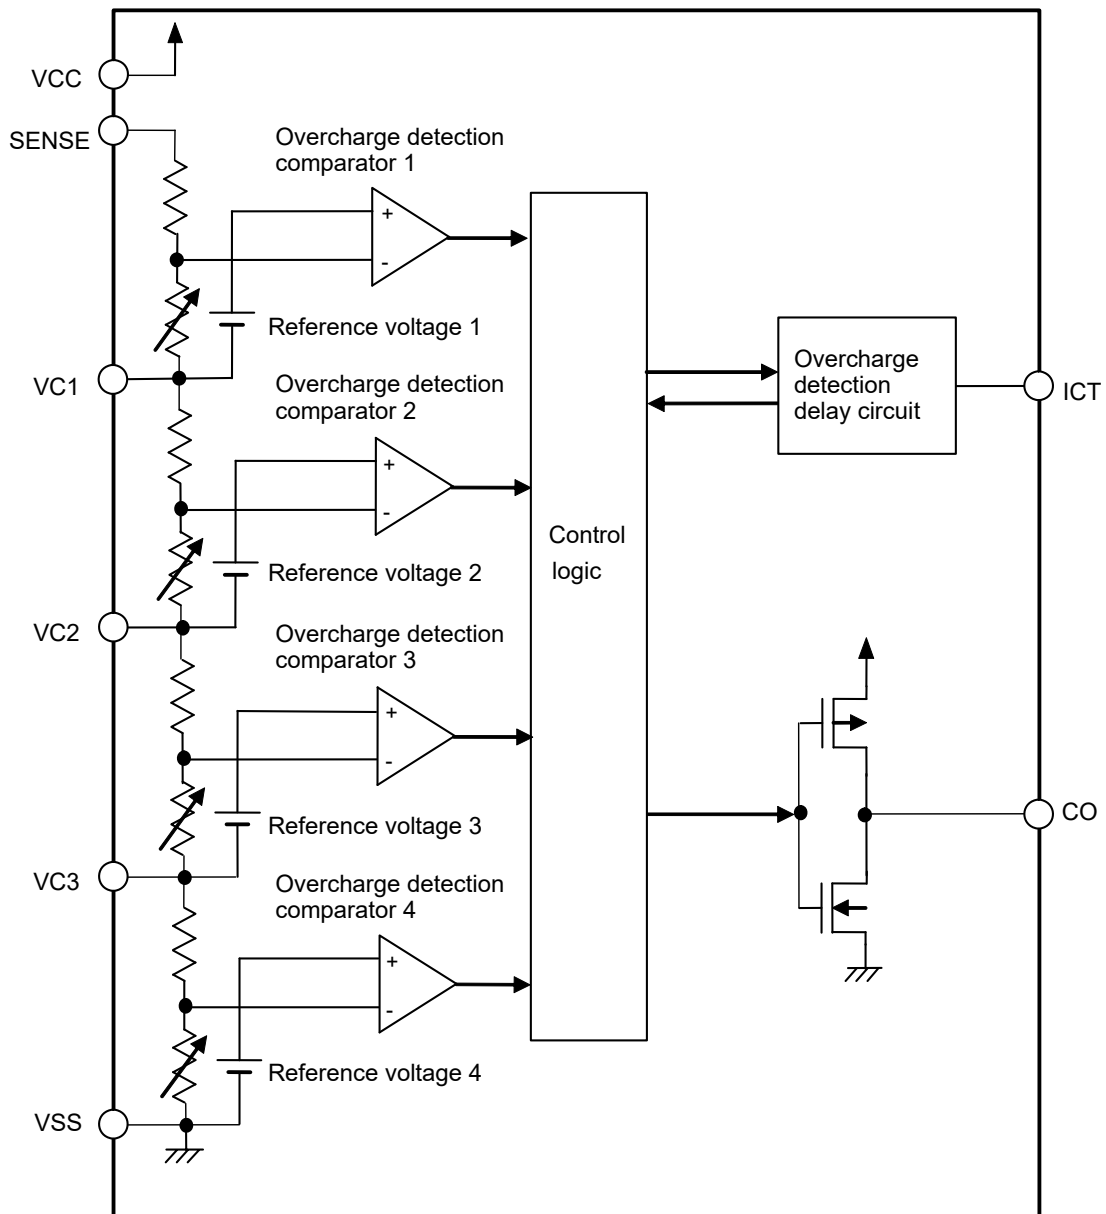 VCC
SENSE
Overcharge detection
comparator 1
+
-
Reference voltage 1
VC1
Overcharge detection
comparator 2
+
-
Reference voltage 2
VC2
Overcharge detection
comparator 3
+
-
Reference voltage 3
VC3
Overcharge detection
comparator 4
+
-
Reference voltage 4
VSS
Control
logic
Overcharge
detection
delay circuit
ICT
CO